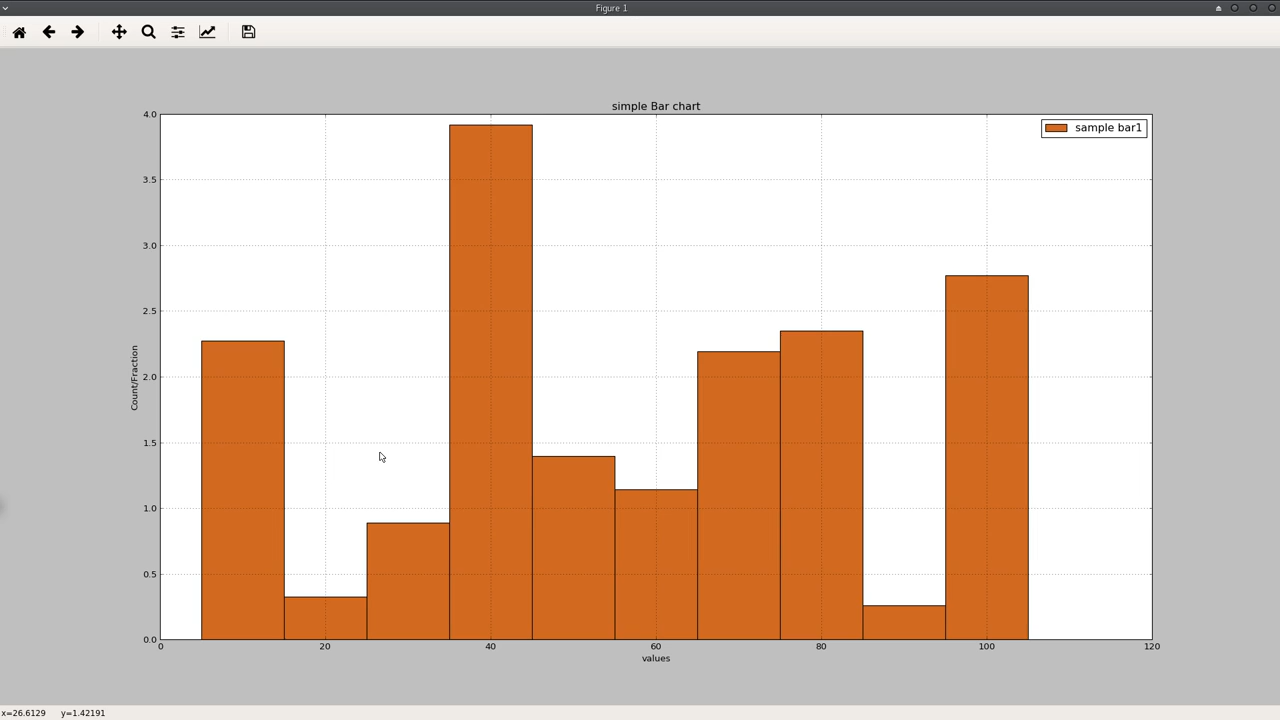 Figure 1
simple Bar chart
sample bar1
4.0
3.5
3.0
2.5
2.0
1.5
1.0
0.5
0.0
Count/Fraction
0 20 40 60 80 100 120
values
x=26.6129 y=1.42191